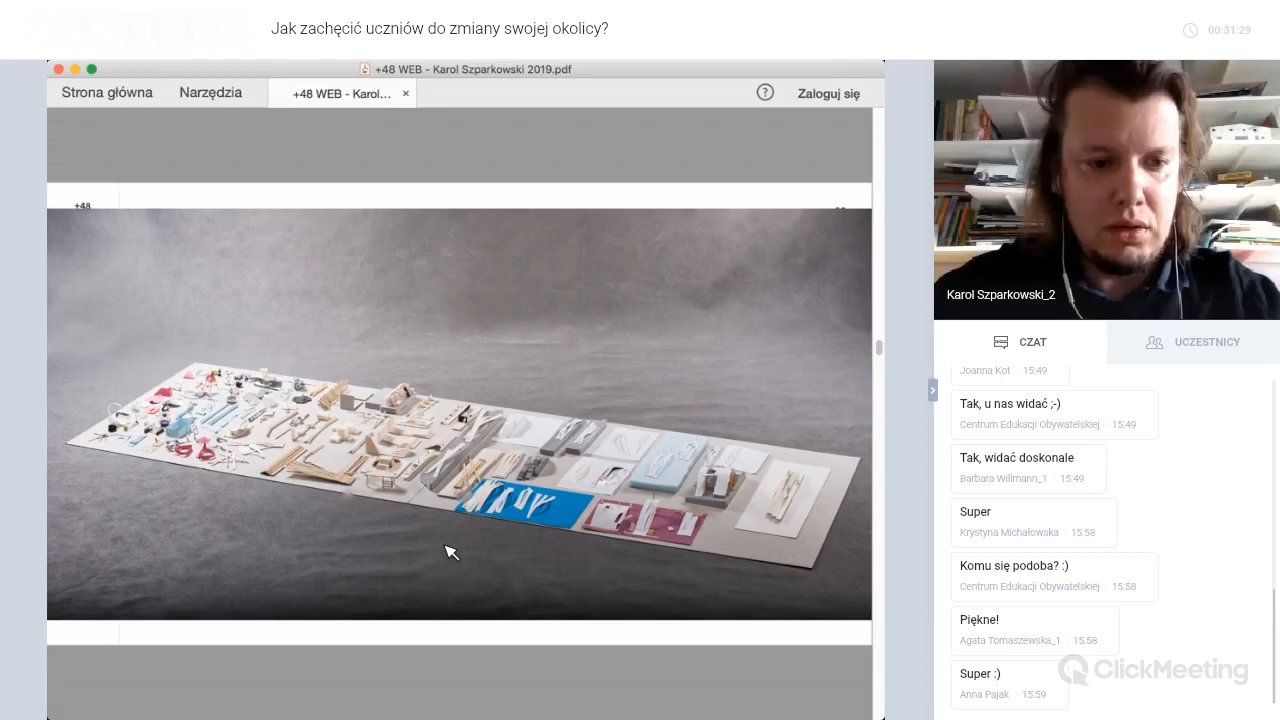 Jak zachęcić uczniów do zmiany swojej okolicy?
00:31:29
+48 WEB - Karol Szparkowski 2019.pdf
Strona główna
Narzędzia
+48 WEB - Karol... ×
?
Zaloguj się
+48
Karol Szparkowski_2
CZAT
UCZESTNICY
Joanna Kot 15:49
Tak, u nas widać ;-)
Centrum Edukacji Obywatelskiej 15:49
Tak, widać doskonale
Barbara Willmann_1 15:49
Super
Krystyna Michałowska 15:58
Komu się podoba? :)
Centrum Edukacji Obywatelskiej 15:58
Piękne!
Agata Tomaszewska_1 15:58
Super :)
Anna Pajak 15:59
ClickMeeting